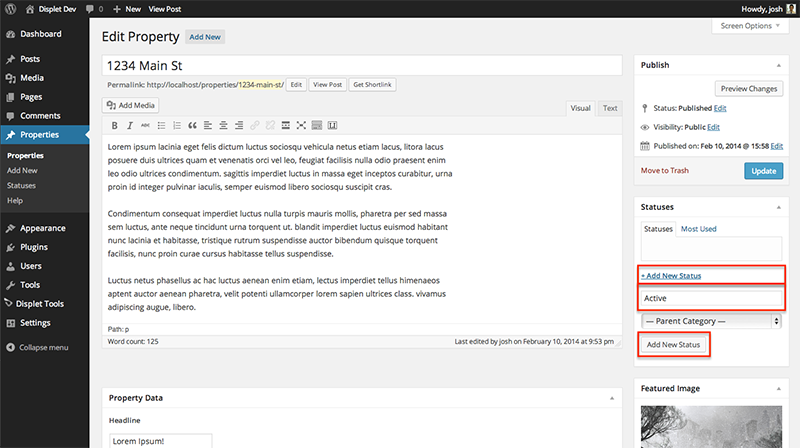 Displet Dev 0 + New View Post Howdy, josh
Screen Options
Dashboard
Posts
Media
Pages
Comments
Properties
Properties
Add New
Statuses
Help
Appearance
Plugins
Users
Tools
Displet Tools
Settings
Collapse menu
Edit Property Add New
1234 Main St
Permalink: http://localhost/properties/1234-main-st/ Edit View Post Get Shortlink
Add Media
Visual Text
B I ABC
Lorem ipsum lacinia eget felis dictum luctus sociosqu vehicula netus etiam lacus, litora lacus
posuere duis ultrices quam et venenatis orci vel leo, feugiat facilisis nulla odio praesent enim
leo odio ultrices condimentum. sagittis imperdiet luctus in massa eget inceptos curabitur, urna
proin id integer pulvinar iaculis, semper euismod libero sociosqu suscipit cras.
Condimentum consequat imperdiet luctus nulla turpis mauris mollis, pharetra per sed massa
sem luctus, ante neque tincidunt urna torquent ut. blandit imperdiet luctus euismod habitant
nunc lacinia et habitasse, tristique rutrum suspendisse auctor bibendum quisque torquent
facilisis, nunc proin curae cursus habitasse tellus suspendisse.
Luctus netus phasellus ac hac luctus aenean enim etiam, lectus imperdiet tellus himenaeos
aptent auctor aenean pharetra, velit potenti ullamcorper lorem sapien ultrices class. vivamus
adipiscing augue, libero.
Path: p
Word count: 125 Last edited by josh on February 10, 2014 at 9:53 pm
Property Data
Headline
Lorem Ipsum!
Publish
Preview Changes
Status: Published Edit
Visibility: Public Edit
Published on: Feb 10, 2014 @ 15:58 Edit
Move to Trash Update
Statuses
Statuses Most Used
+ Add New Status
Active
— Parent Category —
Add New Status
Featured Image